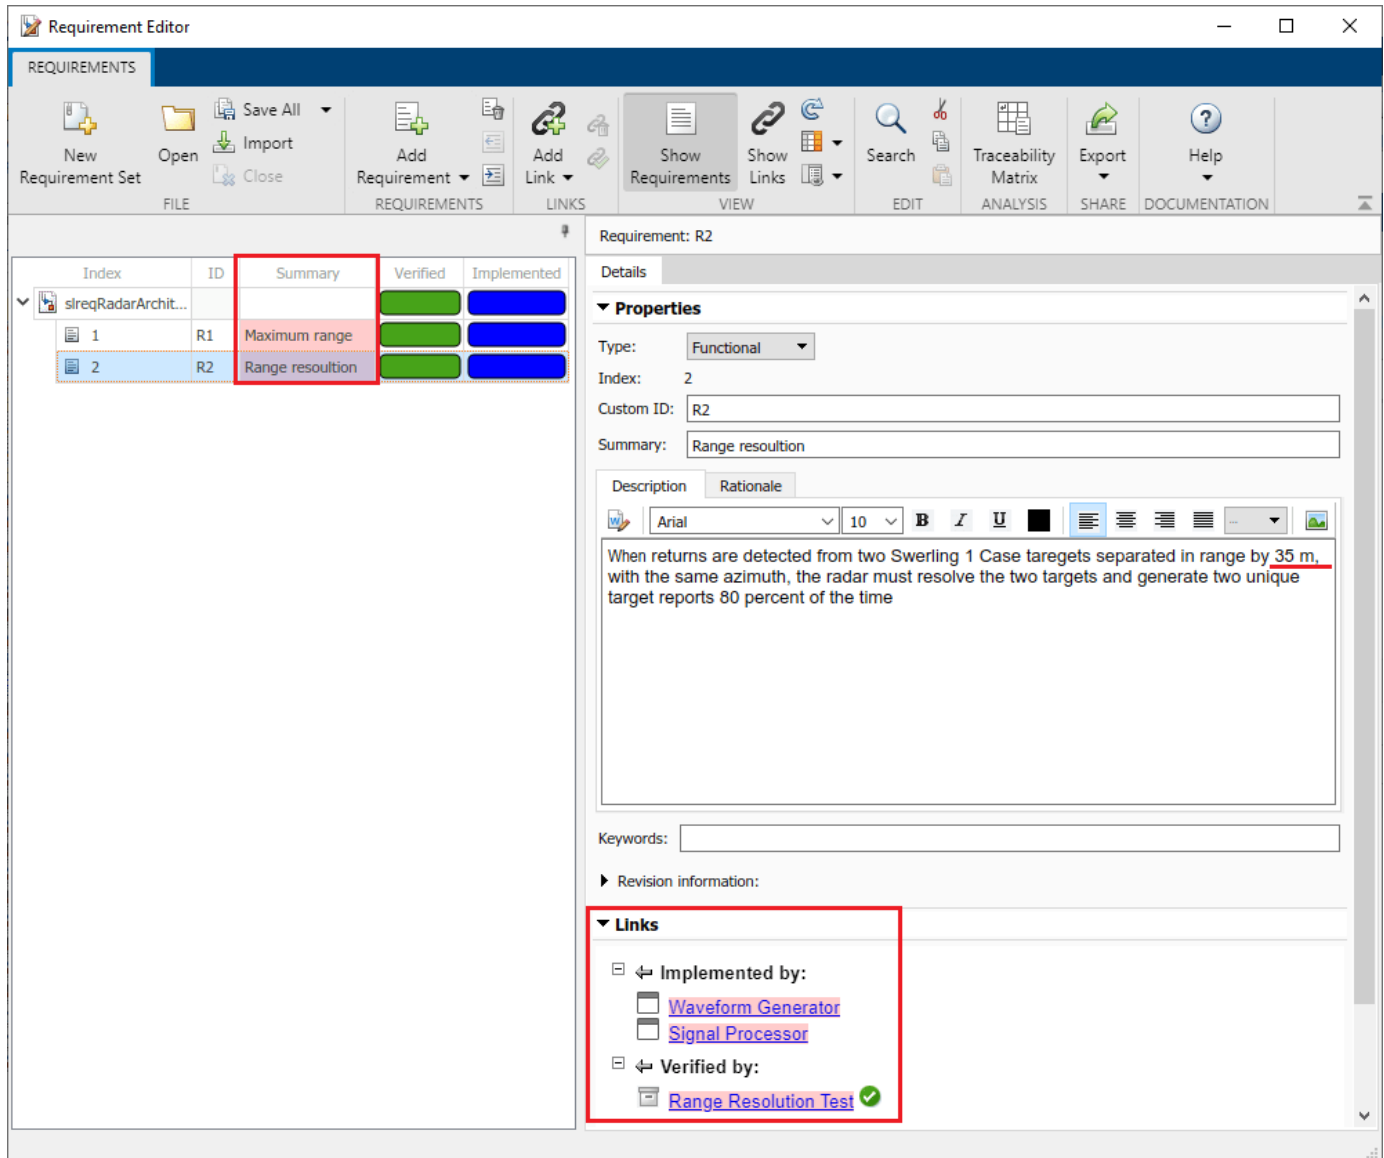 Requirement Editor
REQUIREMENTS
New Requirement Set
Open
Save All
Import
Close
FILE
Add Requirement
REQUIREMENTS
Add Link
LINKS
Show Requirements
Show Links
VIEW
Search
EDIT
Traceability Matrix
ANALYSIS
Export
SHARE
Help
DOCUMENTATION
Index ID Summary Verified Implemented
slreqRadarArchit...
1 R1 Maximum range
2 R2 Range resoultion
Requirement: R2
Details
Properties
Type: Functional
Index: 2
Custom ID: R2
Summary: Range resoultion
Description Rationale
Arial 10 B I U ...
When returns are detected from two Swerling 1 Case taregets separated in range by 35 m,
with the same azimuth, the radar must resolve the two targets and generate two unique
target reports 80 percent of the time
Keywords:
Revision information:
Links
Implemented by:
Waveform Generator
Signal Processor
Verified by:
Range Resolution Test